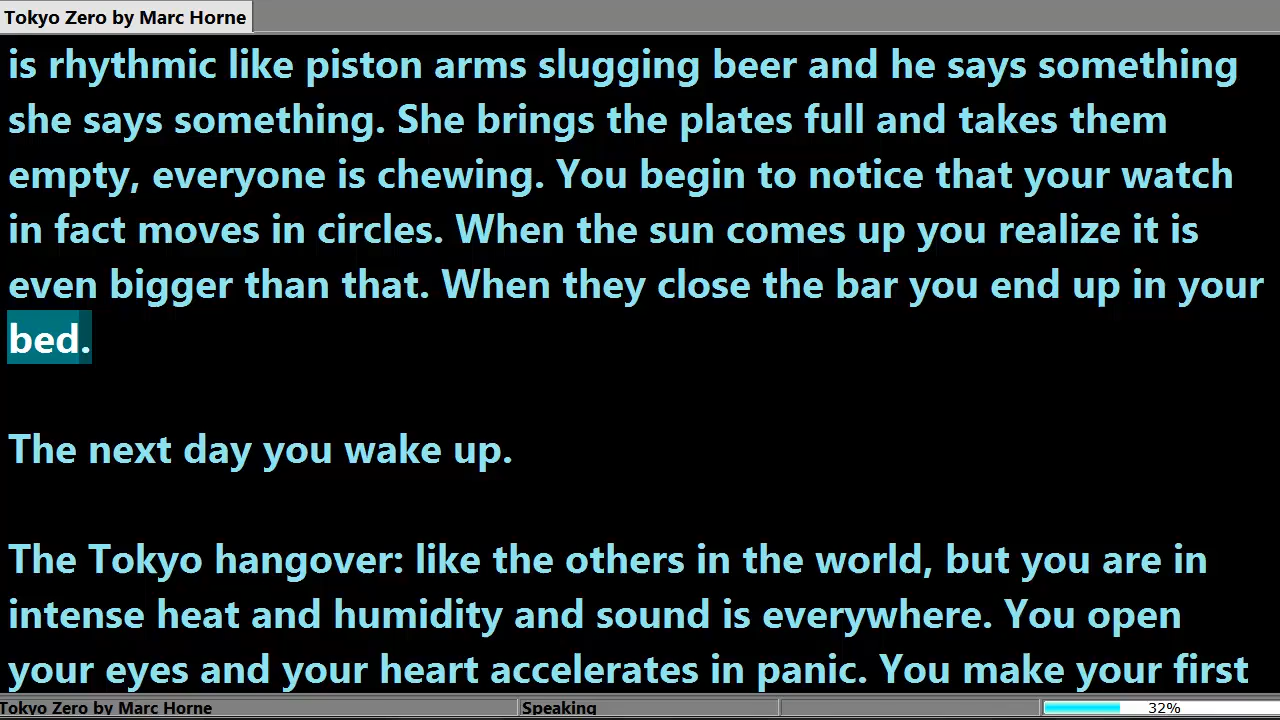 Tokyo Zero by Marc Horne
is rhythmic like piston arms slugging beer and he says something
she says something. She brings the plates full and takes them
empty, everyone is chewing. You begin to notice that your watch
in fact moves in circles. When the sun comes up you realize it is
even bigger than that. When they close the bar you end up in your
bed.
The next day you wake up.
The Tokyo hangover: like the others in the world, but you are in
intense heat and humidity and sound is everywhere. You open
your eyes and your heart accelerates in panic. You make your first
Tokyo Zero by Marc Horne
Speaking
32%